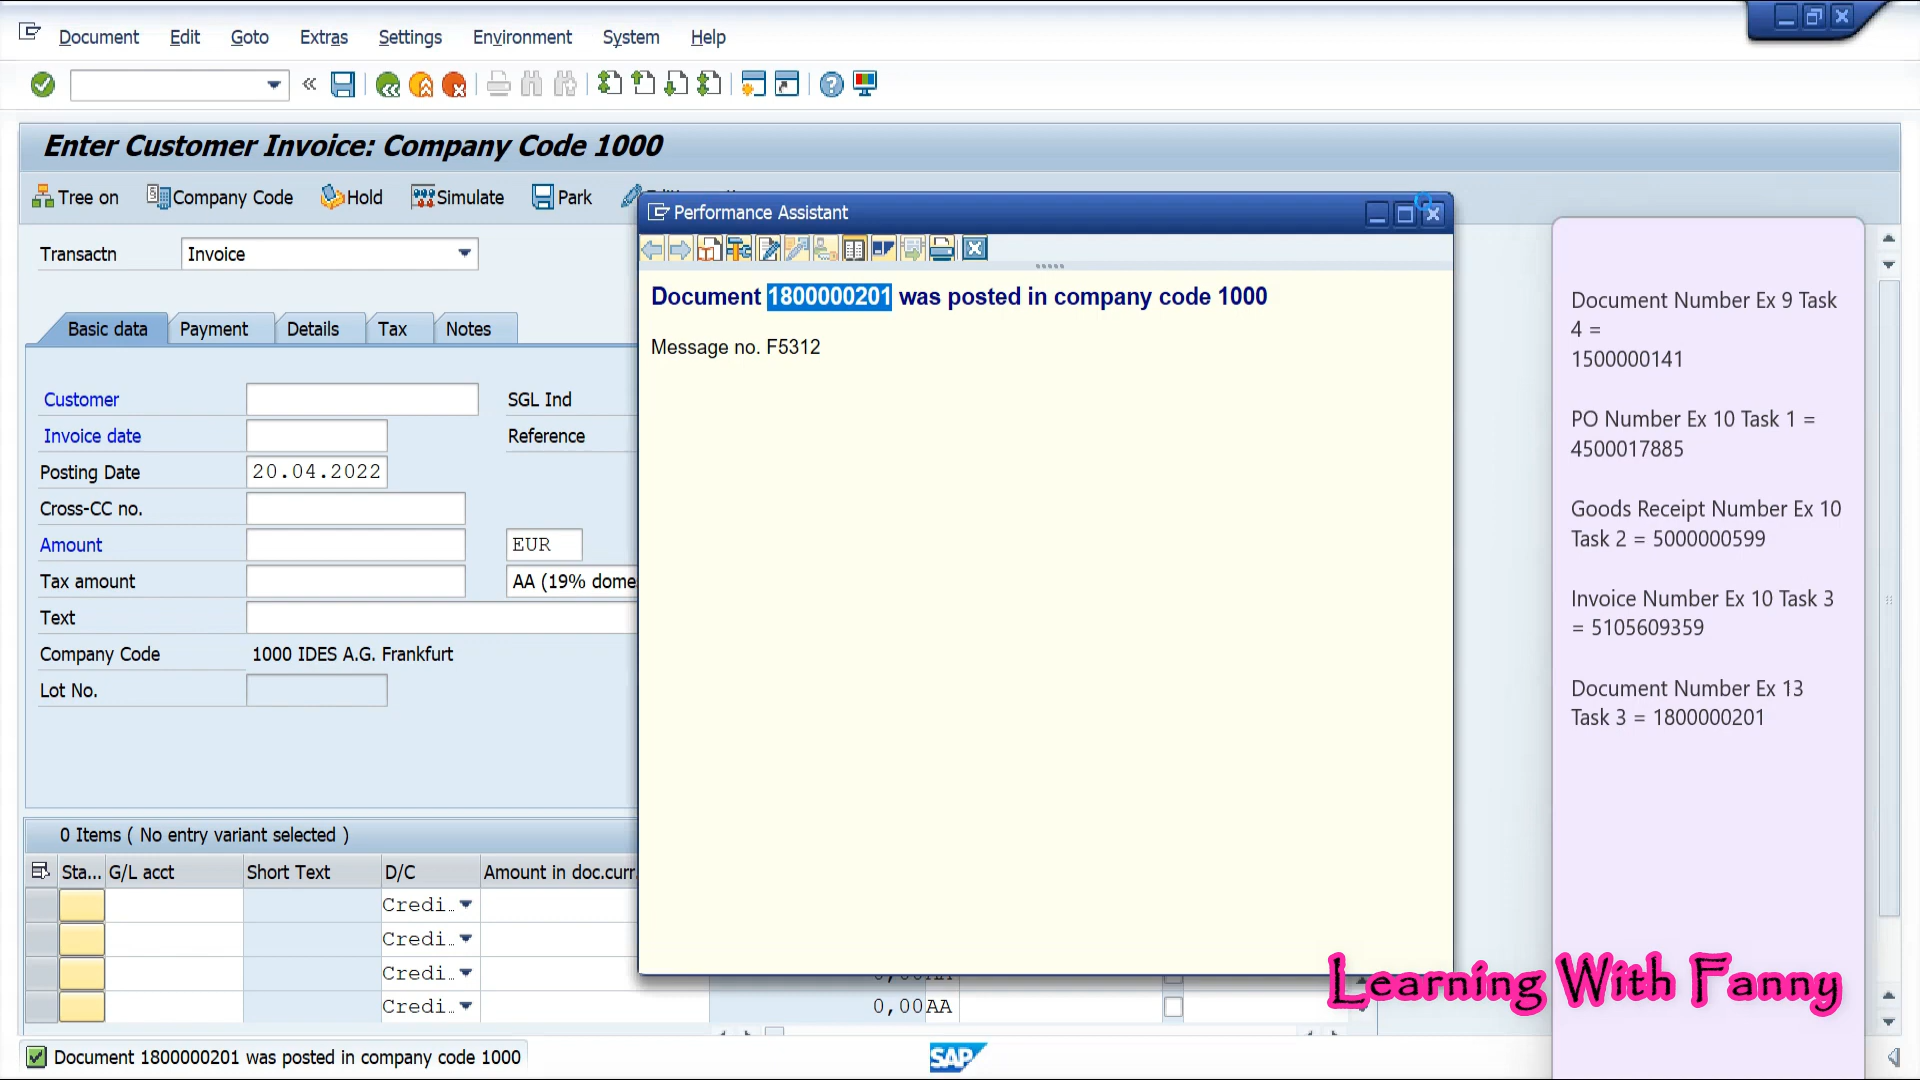 Document Edit Goto Extras Settings Environment System Help
Enter Customer Invoice: Company Code 1000
Tree on Company Code Hold Simulate Park
Performance Assistant
Transactn Invoice
Document 1800000201 was posted in company code 1000
Message no. F5312
Basic data Payment Details Tax Notes
Customer SGL Ind
Invoice date Reference
Posting Date 20.04.2022
Cross-CC no.
Amount EUR
Tax amount AA (19% dome
Text
Company Code 1000 IDES A.G. Frankfurt
Lot No.
0 Items ( No entry variant selected )
Sta... G/L acct Short Text D/C Amount in doc.curr.
Credi..
Credi..
Credi..
Credi.. 0,00 AA
Document Number Ex 9 Task
4 =
1500000141
PO Number Ex 10 Task 1 =
4500017885
Goods Receipt Number Ex 10
Task 2 = 5000000599
Invoice Number Ex 10 Task 3
= 5105609359
Document Number Ex 13
Task 3 = 1800000201
Learning With Fanny
Document 1800000201 was posted in company code 1000
SAP